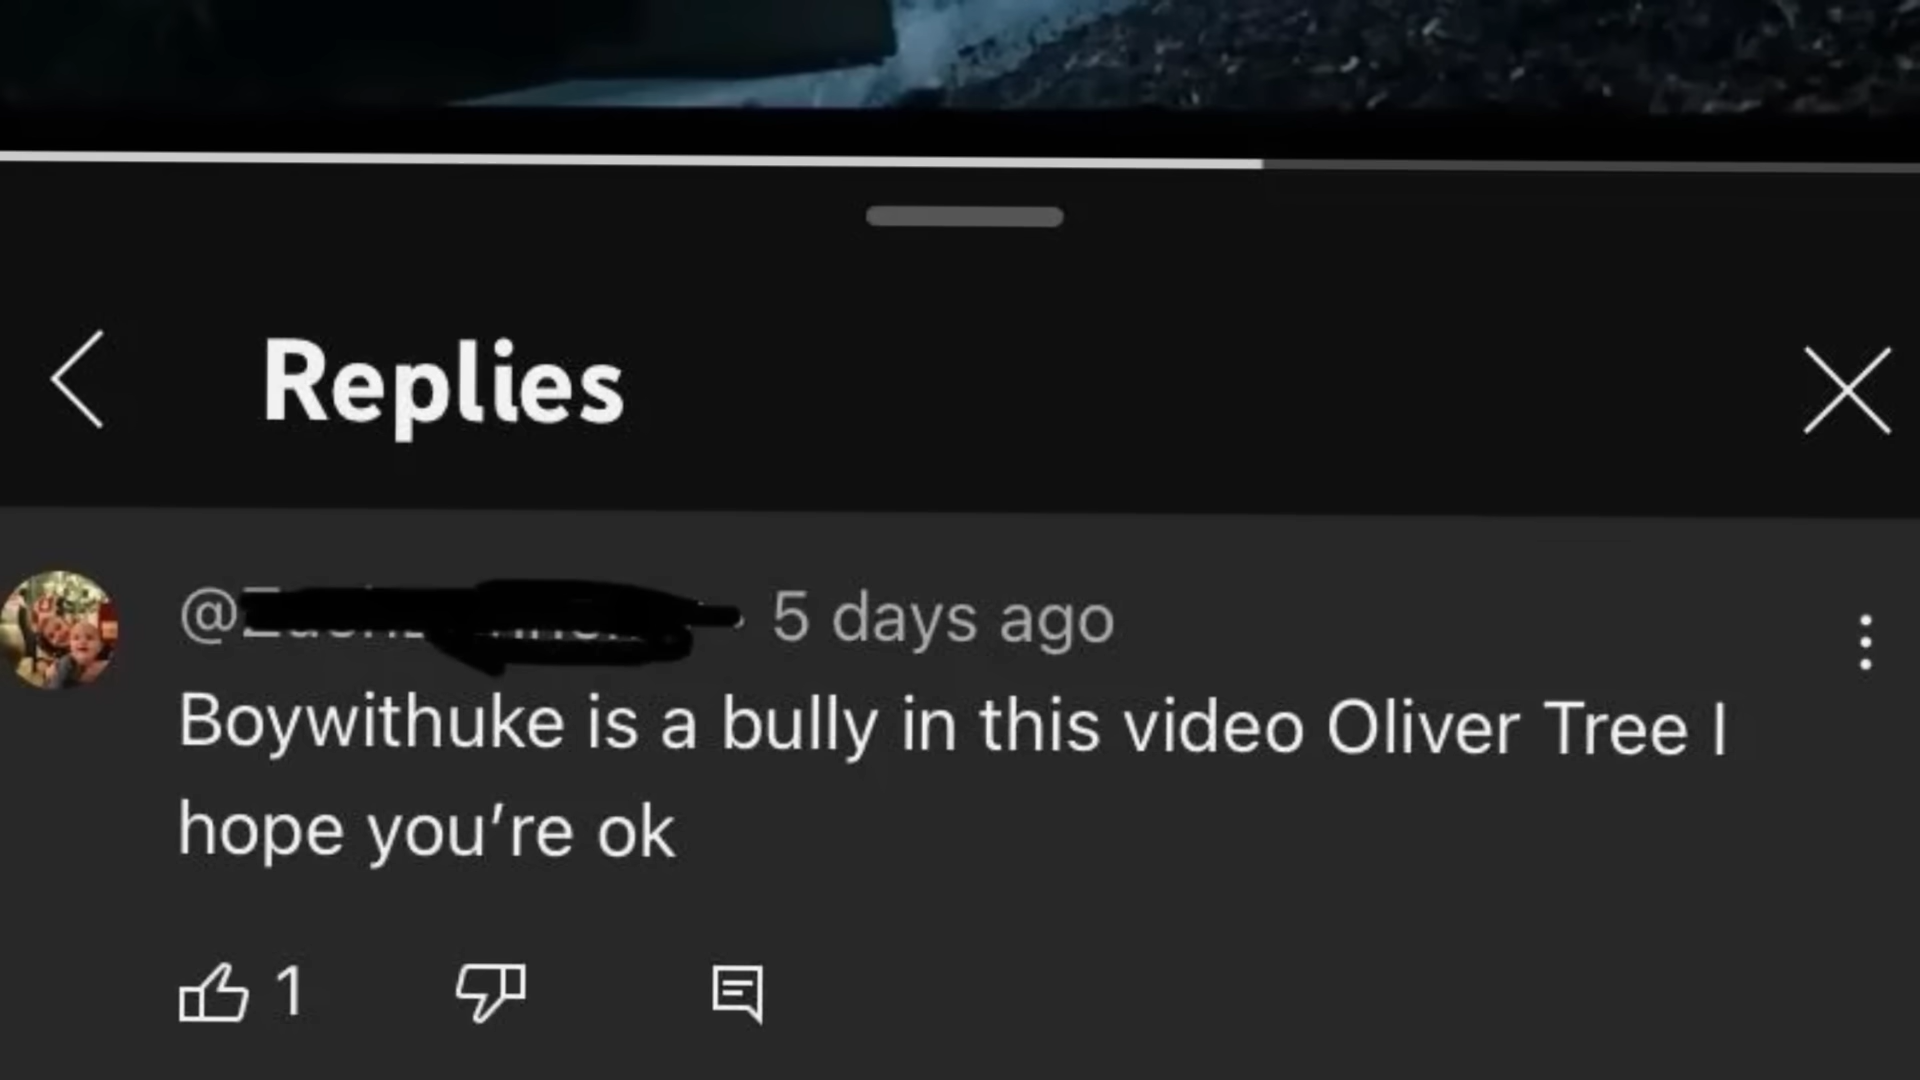 Replies
@ 5 days ago
Boywithuke is a bully in this video Oliver Tree I
hope you’re ok
1